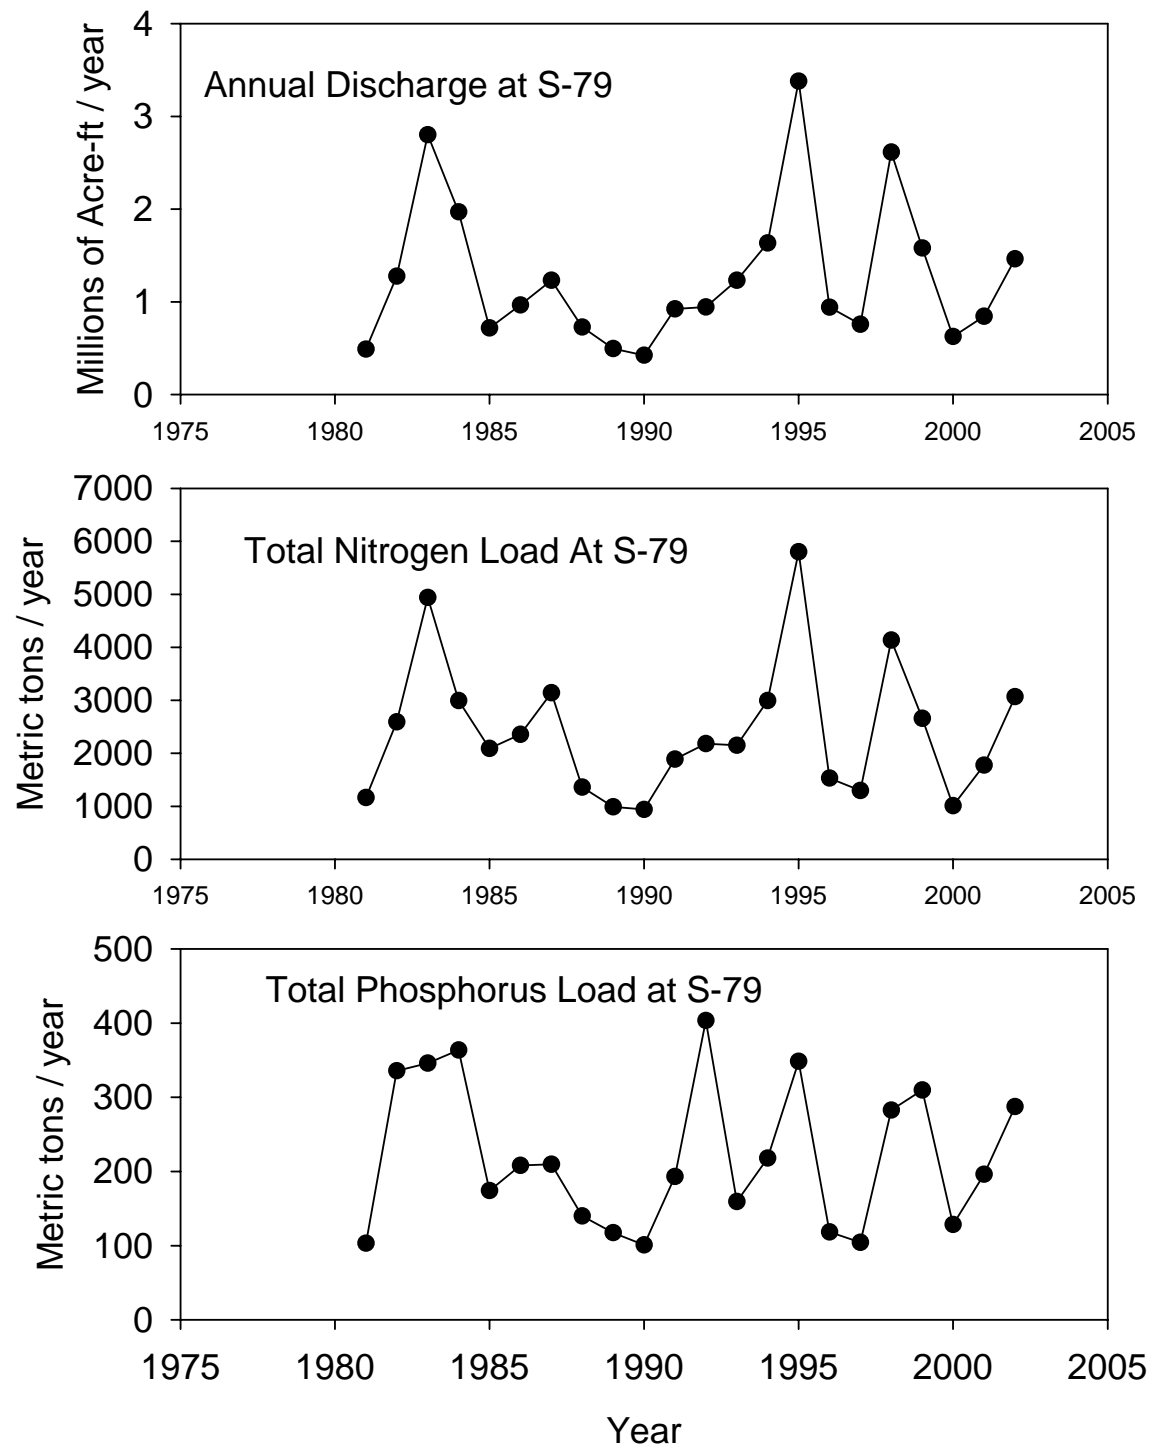 Annual Discharge at S-79
Millions of Acre-ft / year
4
3
2
1
0
1975 1980 1985 1990 1995 2000 2005
Total Nitrogen Load At S-79
Metric tons / year
7000
6000
5000
4000
3000
2000
1000
0
1975 1980 1985 1990 1995 2000 2005
Total Phosphorus Load at S-79
Metric tons / year
500
400
300
200
100
0
1975 1980 1985 1990 1995 2000 2005
Year